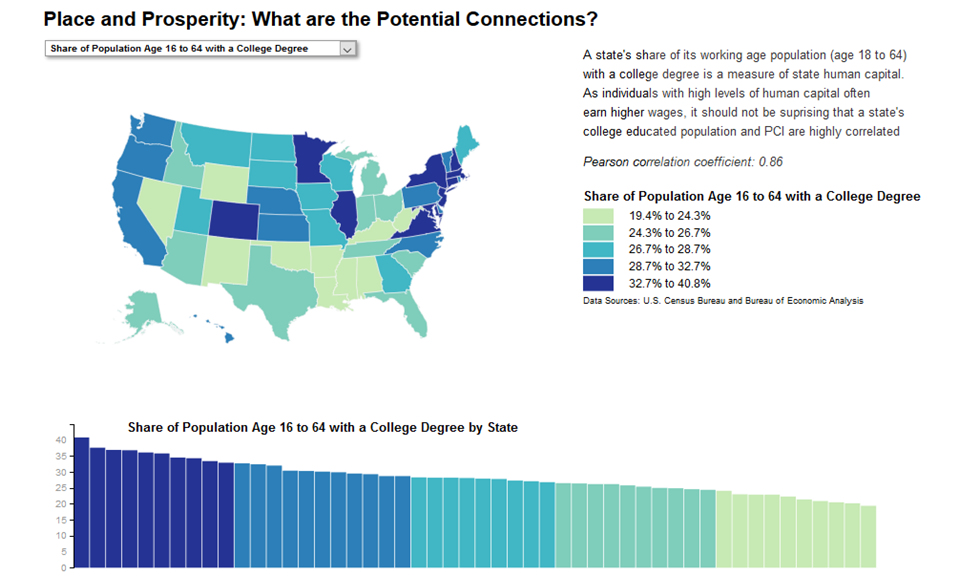 Place and Prosperity: What are the Potential Connections?
Share of Population Age 16 to 64 with a College Degree
A state's share of its working age population (age 18 to 64)
with a college degree is a measure of state human capital.
As individuals with high levels of human capital often
earn higher wages, it should not be suprising that a state's
college educated population and PCI are highly correlated
Pearson correlation coefficient: 0.86
Share of Population Age 16 to 64 with a College Degree
19.4% to 24.3%
24.3% to 26.7%
26.7% to 28.7%
28.7% to 32.7%
32.7% to 40.8%
Data Sources: U.S. Census Bureau and Bureau of Economic Analysis
Share of Population Age 16 to 64 with a College Degree by State
40
35
30
25
20
15
10
5
0